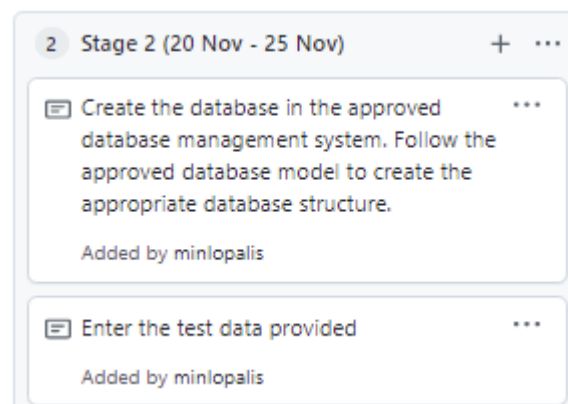 2 Stage 2 (20 Nov - 25 Nov)
Create the database in the approved
database management system. Follow the
approved database model to create the
appropriate database structure.
Added by minlopalis
Enter the test data provided
Added by minlopalis